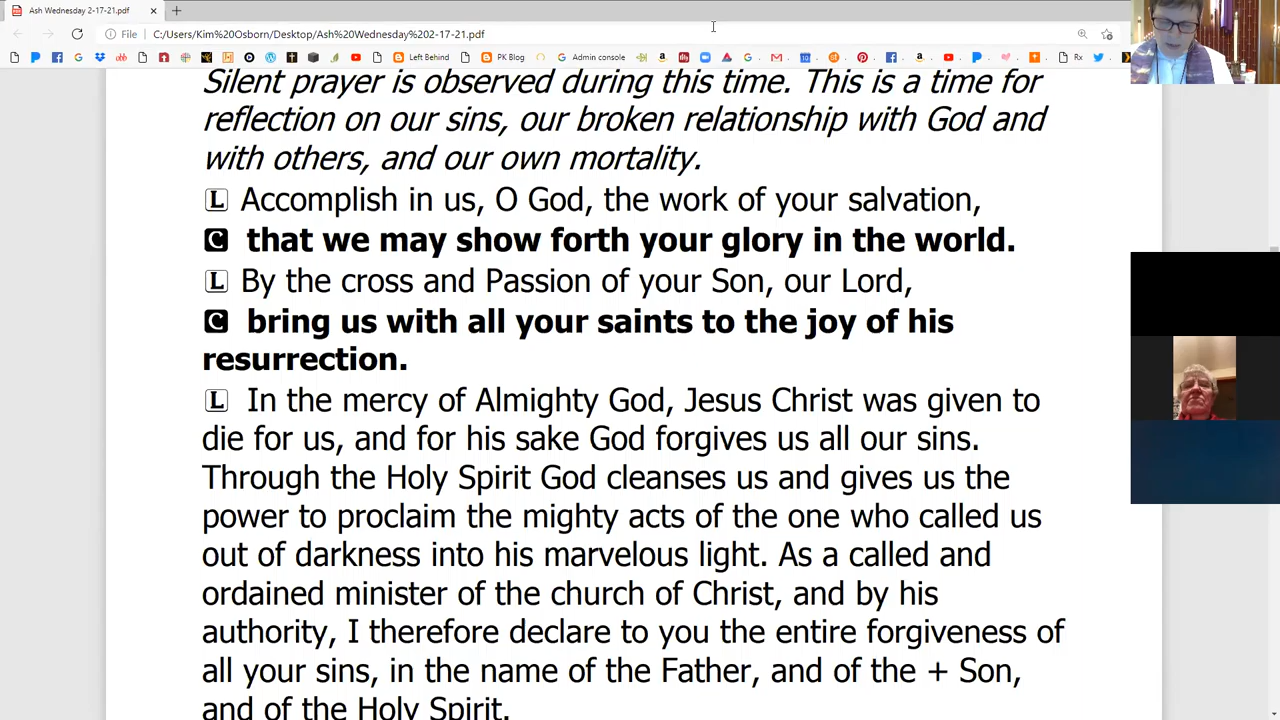 Ash Wednesday 2-17-21.pdf
File C:/Users/Kim%20Osborn/Desktop/Ash%20Wednesday%202-17-21.pdf
Left Behind PK Blog Admin console Rx
Silent prayer is observed during this time. This is a time for
reflection on our sins, our broken relationship with God and
with others, and our own mortality.
L Accomplish in us, O God, the work of your salvation,
C that we may show forth your glory in the world.
L By the cross and Passion of your Son, our Lord,
C bring us with all your saints to the joy of his
resurrection.
L In the mercy of Almighty God, Jesus Christ was given to
die for us, and for his sake God forgives us all our sins.
Through the Holy Spirit God cleanses us and gives us the
power to proclaim the mighty acts of the one who called us
out of darkness into his marvelous light. As a called and
ordained minister of the church of Christ, and by his
authority, I therefore declare to you the entire forgiveness of
all your sins, in the name of the Father, and of the + Son,
and of the Holy Spirit.